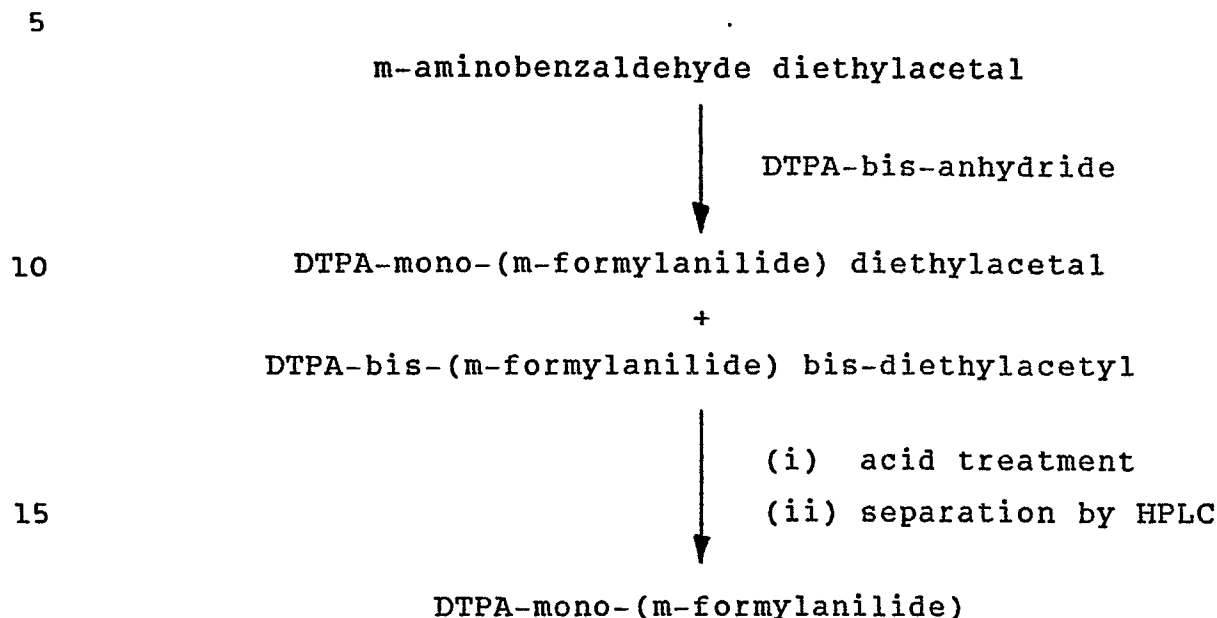 5
m-aminobenzaldehyde diethylacetal
DTPA-bis-anhydride
10 DTPA-mono-(m-formylanilide) diethylacetal
+
DTPA-bis-(m-formylanilide) bis-diethylacetyl
(i) acid treatment
15 (ii) separation by HPLC
DTPA-mono-(m-formylanilide)